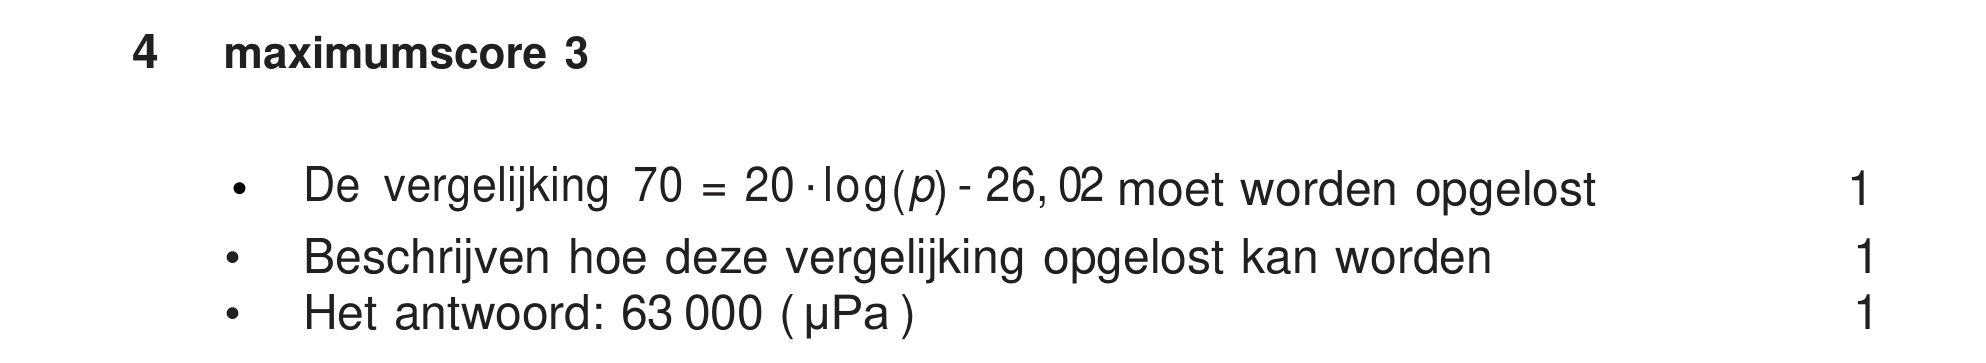 4 maximumscore 3
• De vergelijking 70 = 20 · log(p) - 26, 02 moet worden opgelost 1
• Beschrijven hoe deze vergelijking opgelost kan worden 1
• Het antwoord: 63 000 ( µPa ) 1